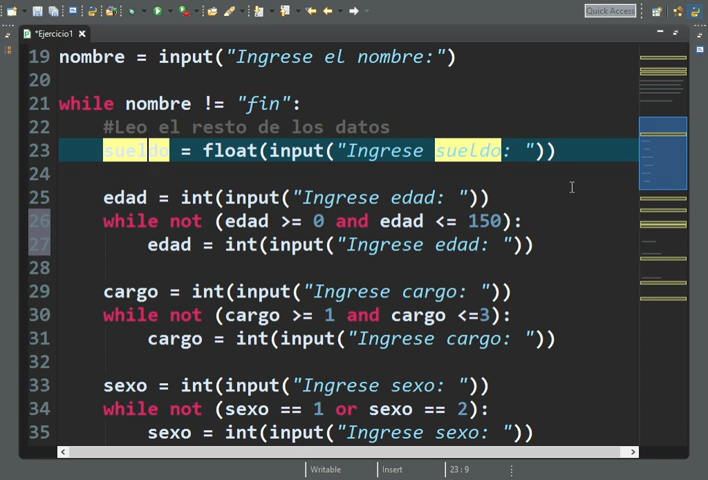 Quick Access
*Ejercicio1
19 nombre = input("Ingrese el nombre:")
20
21 while nombre != "fin":
22 #Leo el resto de los datos
23 sueldo = float(input("Ingrese sueldo: "))
24
25 edad = int(input("Ingrese edad: "))
26 while not (edad >= 0 and edad <= 150):
27 edad = int(input("Ingrese edad: "))
28
29 cargo = int(input("Ingrese cargo: "))
30 while not (cargo >= 1 and cargo <=3):
31 cargo = int(input("Ingrese cargo: "))
32
33 sexo = int(input("Ingrese sexo: "))
34 while not (sexo == 1 or sexo == 2):
35 sexo = int(input("Ingrese sexo: "))
Writable Insert 23 : 9